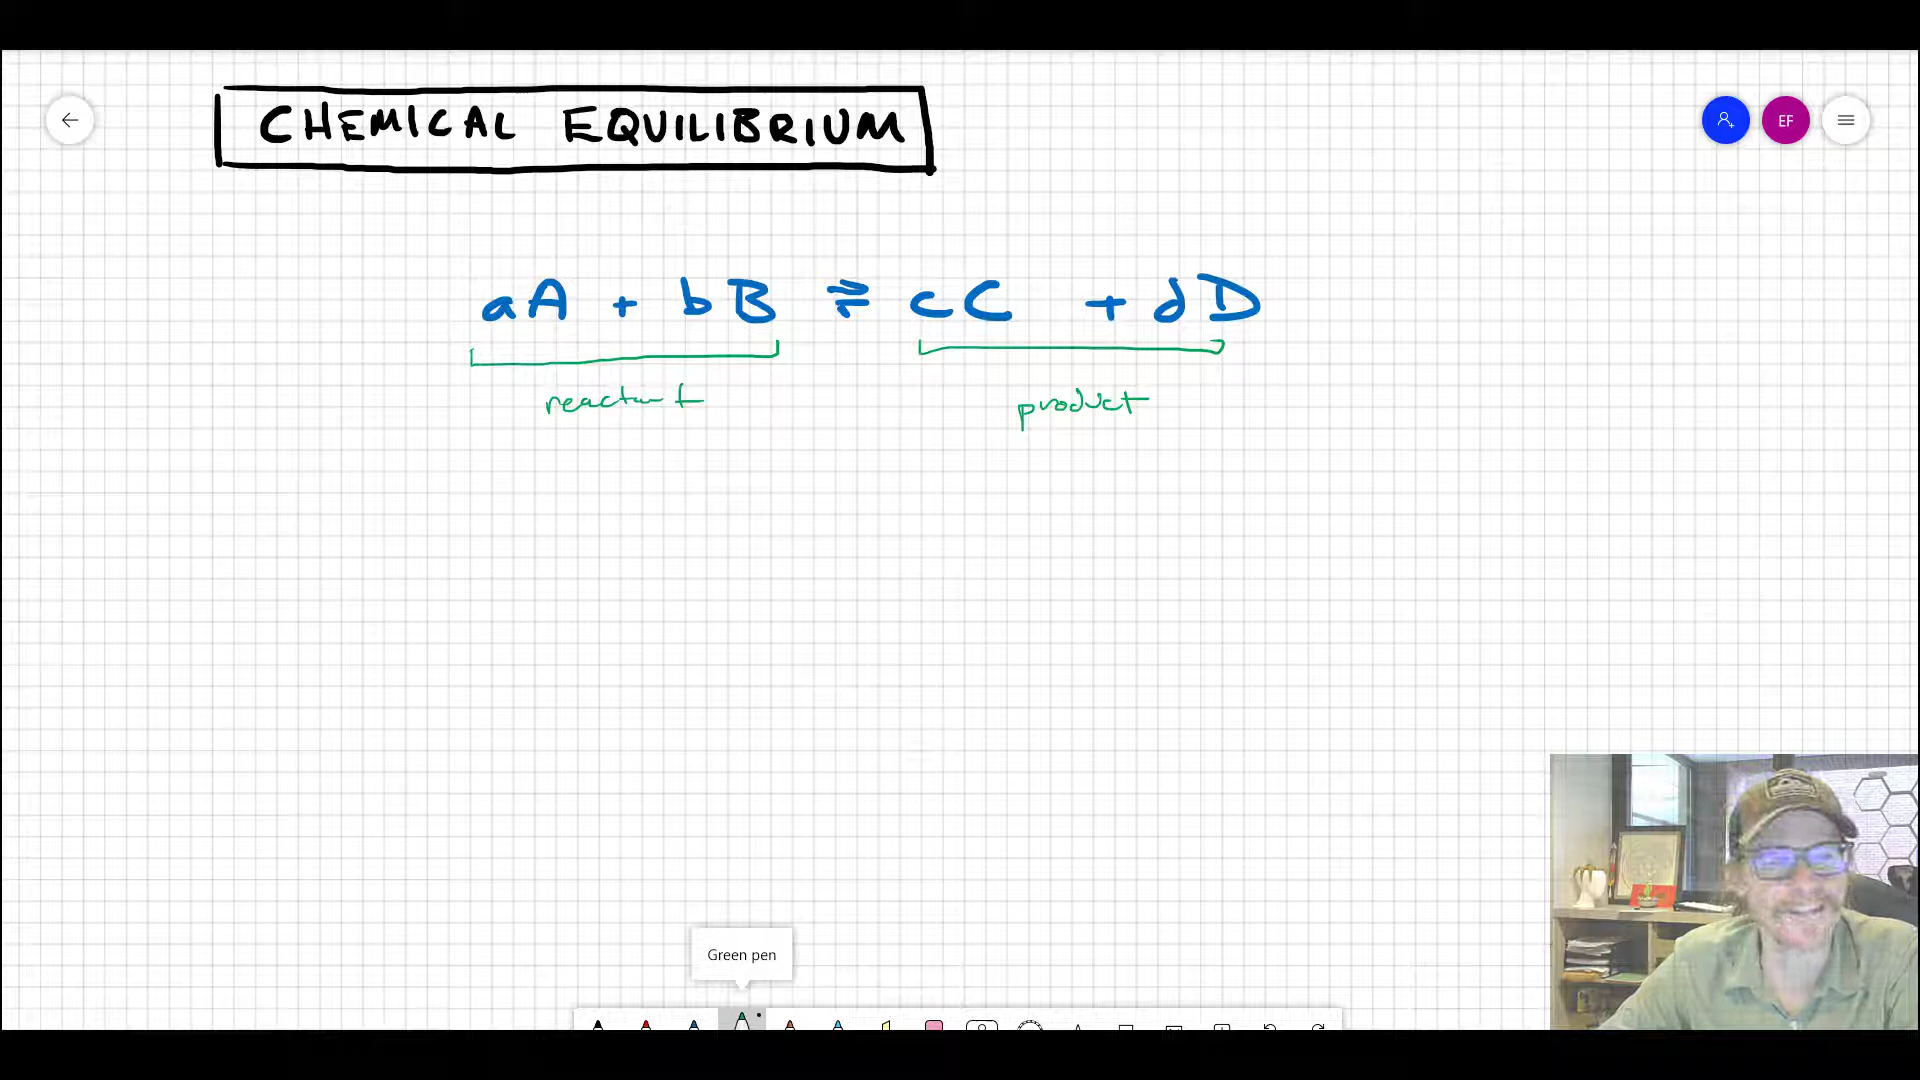 CHEMICAL EQUILIBRIUM
EF
aA + bB ⇌ cC + dD
reactant product
Green pen